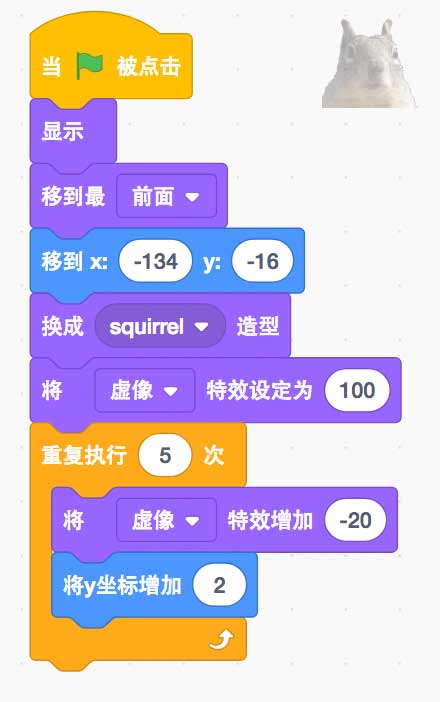 当 被点击
显示
移到最 前面
移到 x: -134 y: -16
换成 squirrel 造型
将 虚像 特效设定为 100
重复执行 5 次
将 虚像 特效增加 -20
将y坐标增加 2